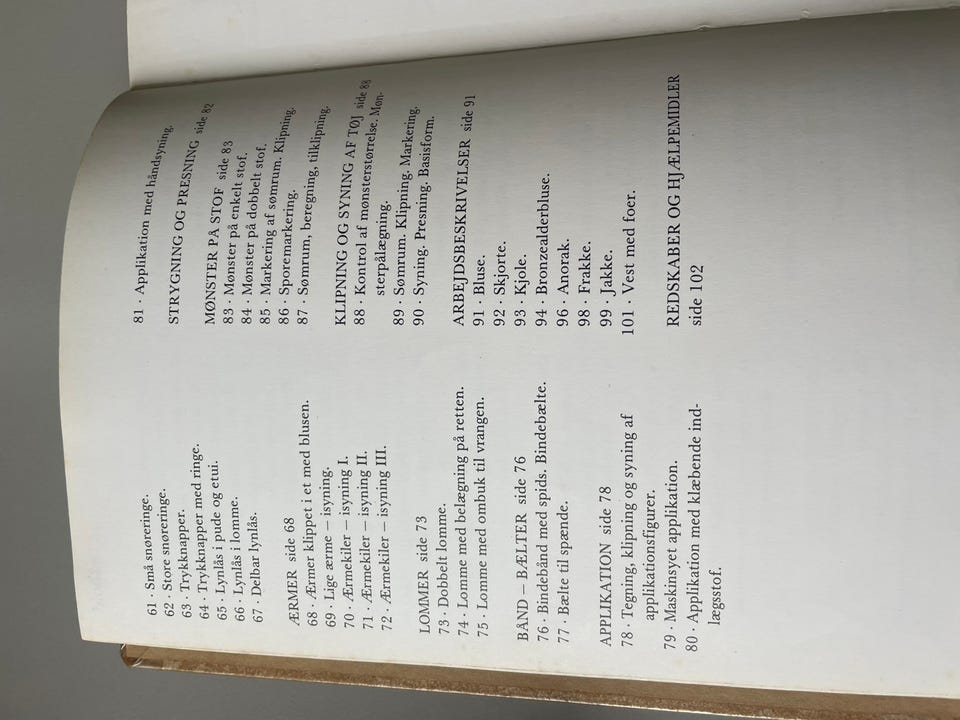 61 · Små snøreringe.
62 · Store snøreringe.
63 · Trykknapper.
64 · Trykknapper med ringe.
65 · Lynlås i pude og etui.
66 · Lynlås i lomme.
67 · Delbar lynlås.
ÆRMER side 68
68 · Ærmer klippet i et med blusen.
69 · Lige ærme – isyning.
70 · Ærmekiler – isyning I.
71 · Ærmekiler – isyning II.
72 · Ærmekiler – isyning III.
LOMMER side 73
73 · Dobbelt lomme.
74 · Lomme med belægning på retten.
75 · Lomme med ombuk til vrangen.
BÅND – BÆLTER side 76
76 · Bindebånd med spids. Bindebælte.
77 · Bælte til spænde.
APPLIKATION side 78
78 · Tegning, klipning og syning af
applikationsfigurer.
79 · Maskinsyet applikation.
80 · Applikation med klæbende ind-
lægsstof.
81 · Applikation med håndsyning.
STRYGNING OG PRESNING side 82
MØNSTER PÅ STOF side 83
83 · Mønster på enkelt stof.
84 · Mønster på dobbelt stof.
85 · Markering af sømrum. Klipning.
86 · Sporemarkering.
87 · Sømrum, beregning, tilklipning.
KLIPNING OG SYNING AF TØJ side 88
88 · Kontrol af mønsterstørrelse. Møn-
sterpålægning.
89 · Sømrum. Klipning. Markering.
90 · Syning. Presning. Basisform.
ARBEJDSBESKRIVELSER side 91
91 · Bluse.
92 · Skjorte.
93 · Kjole.
94 · Bronzealderbluse.
96 · Anorak.
98 · Frakke.
99 · Jakke.
101 · Vest med foer.
REDSKABER OG HJÆLPEMIDLER
side 102